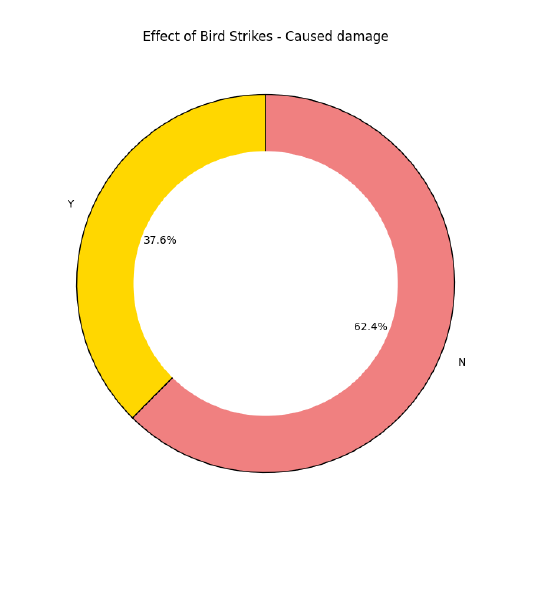 Effect of Bird Strikes - Caused damage
Y
37.6%
62.4%
N